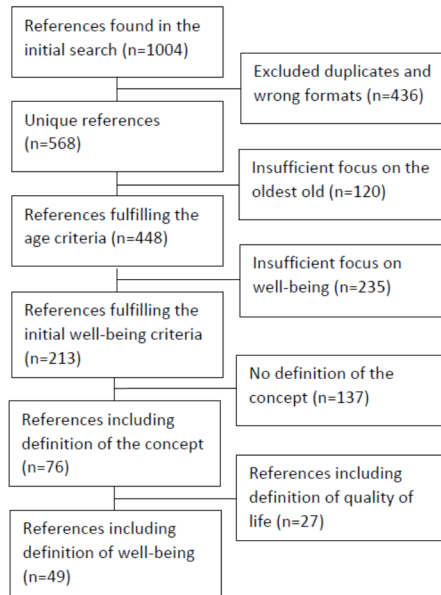 References found in the
initial search (n=1004)
Excluded duplicates and
wrong formats (n=436)
Unique references
(n=568)
Insufficient focus on the
oldest old (n=120)
References fulfilling the
age criteria (n=448)
Insufficient focus on
well-being (n=235)
References fulfilling the
initial well-being criteria
(n=213)
No definition of the
concept (n=137)
References including
definition of the concept
(n=76)
References including
definition of quality of
life (n=27)
References including
definition of well-being
(n=49)